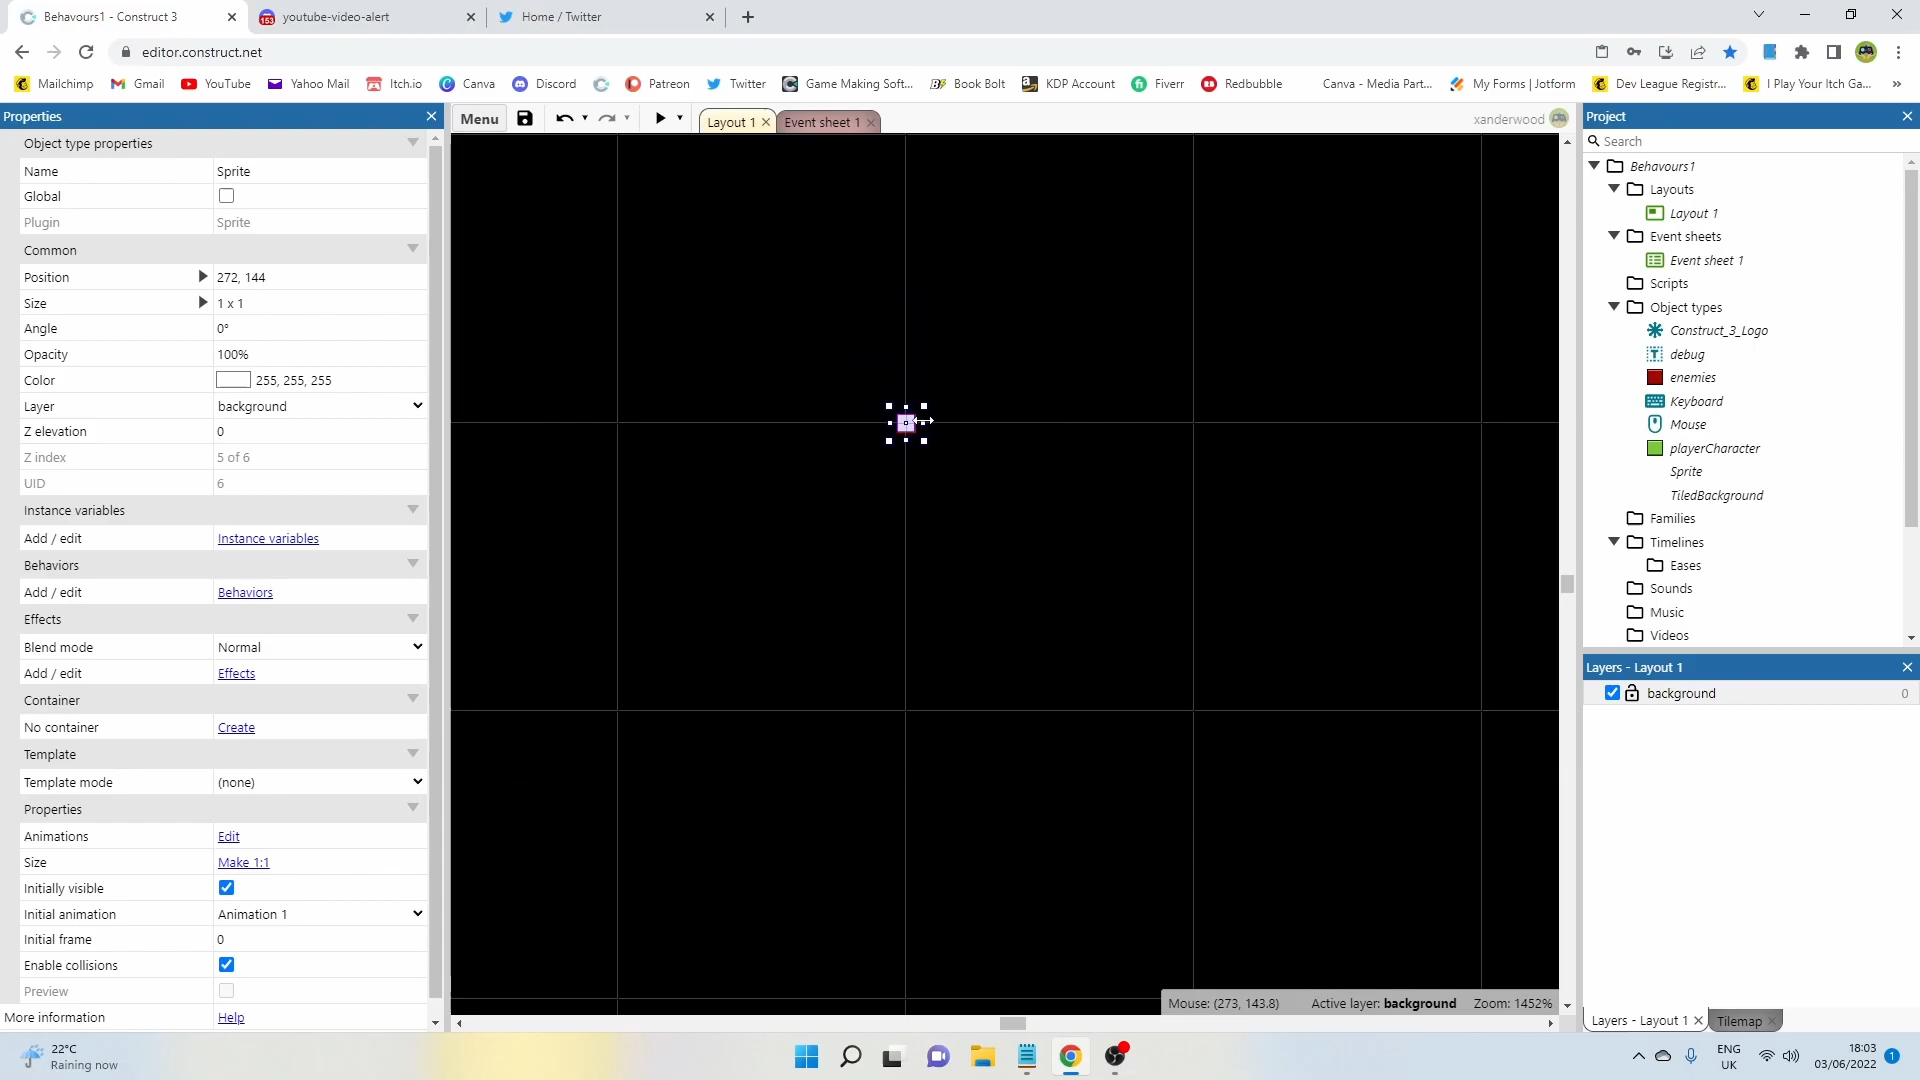 Behavours1 - Construct 3
153
youtube-video-alert
Home / Twitter
editor.construct.net
Mailchimp
Gmail
YouTube
Yahoo Mail
Itch.io
Canva
Discord
Patreon
Twitter
Game Making Soft...
Book Bolt
KDP Account
Fiverr
Redbubble
Canva - Media Part...
My Forms | Jotform
Dev League Registr...
I Play Your Itch Ga...
Properties
Object type properties
Name Sprite
Global
Plugin Sprite
Common
Position 272, 144
Size 1 x 1
Angle 0°
Opacity 100%
Color 255, 255, 255
Layer background
Z elevation 0
Z index 5 of 6
UID 6
Instance variables
Add / edit Instance variables
Behaviors
Add / edit Behaviors
Effects
Blend mode Normal
Add / edit Effects
Container
No container Create
Template
Template mode (none)
Properties
Animations Edit
Size Make 1:1
Initially visible
Initial animation Animation 1
Initial frame 0
Enable collisions
Preview
More information Help
Menu
Layout 1
Event sheet 1
xanderwood
Mouse: (273, 143.8) Active layer: background Zoom: 1452%
Project
Search
Behavours1
Layouts
Layout 1
Event sheets
Event sheet 1
Scripts
Object types
Construct_3_Logo
debug
enemies
Keyboard
Mouse
playerCharacter
Sprite
TiledBackground
Families
Timelines
Eases
Sounds
Music
Videos
Layers - Layout 1
background 0
Layers - Layout 1
Tilemap
22°C
Raining now
ENG
UK
18:03
03/06/2022
1